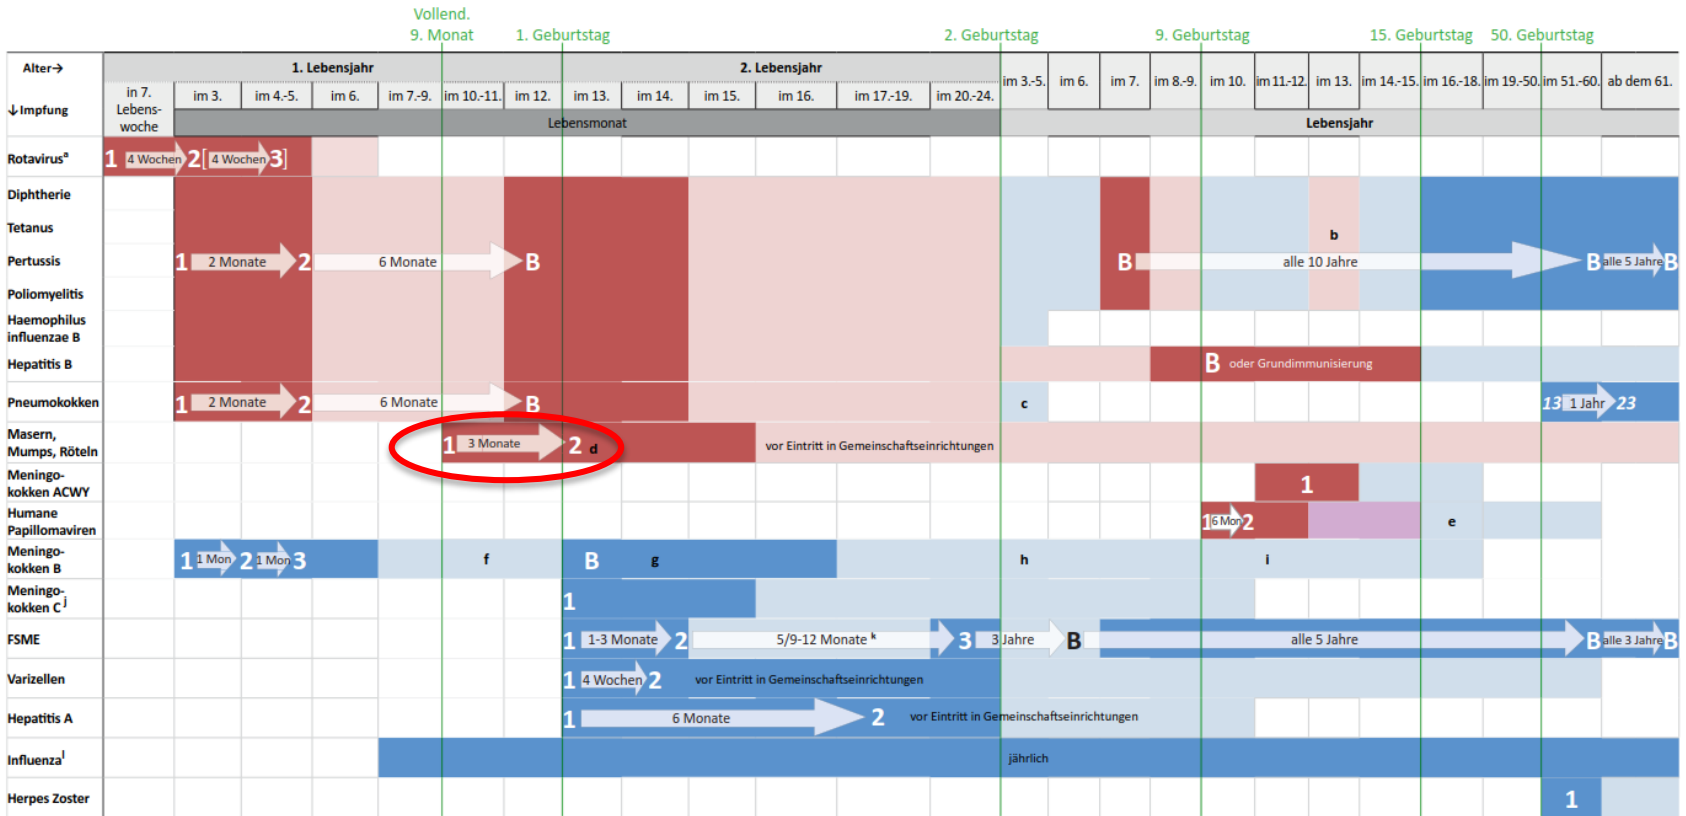 Vollend.
9. Monat 1. Geburtstag 2. Geburtstag 9. Geburtstag 15. Geburtstag 50. Geburtstag
Alter→ 1. Lebensjahr 2. Lebensjahr
im 3.-5. im 6. im 7. im 8.-9. im 10. im 11.-12. im 13. im 14.-15. im 16.-18. im 19.-50. im 51.-60. ab dem 61.
↓Impfung
in 7.
Lebens-
woche
im 3. im 4.-5. im 6. im 7.-9. im 10.-11. im 12. im 13. im 14. im 15. im 16. im 17.-19. im 20.-24.
Lebensmonat Lebensjahr
Rotavirusª 1 4 Wochen 2 [ 4 Wochen 3 ]
Diphtherie
Tetanus
b
Pertussis 1 2 Monate 2 6 Monate B B alle 10 Jahre B alle 5 Jahre B
Poliomyelitis
Haemophilus
influenzae B
Hepatitis B B oder Grundimmunisierung
Pneumokokken 1 2 Monate 2 6 Monate B c 13 1 Jahr 23
Masern,
Mumps, Röteln
1 3 Monate 2 d vor Eintritt in Gemeinschaftseinrichtungen
Meningo-
kokken ACWY
1
Humane
Papillomaviren
1 6 Mon 2 e
Meningo-
kokken B
1 1 Mon 2 1 Mon 3 f B g h i
Meningo-
kokken C j
1
FSME 1 1-3 Monate 2 5/9-12 Monate k 3 3 Jahre B alle 5 Jahre B alle 3 Jahre B
Varizellen 1 4 Wochen 2 vor Eintritt in Gemeinschaftseinrichtungen
Hepatitis A 1 6 Monate 2 vor Eintritt in Gemeinschaftseinrichtungen
Influenza l jährlich
Herpes Zoster 1